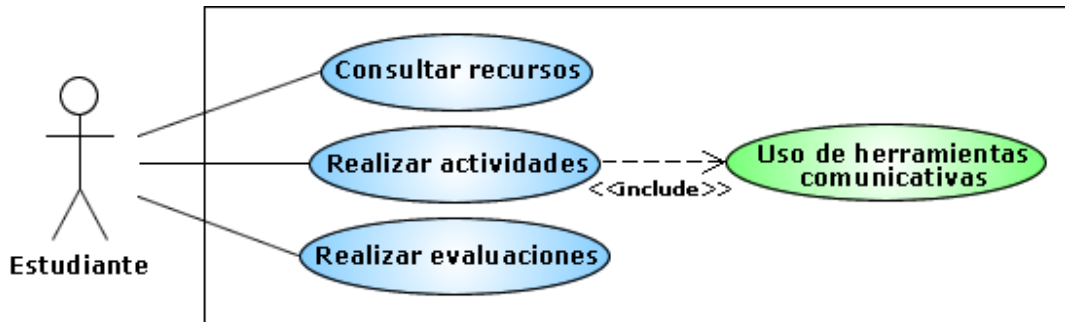 Consultar recursos
Realizar actividades
<<include>>
Uso de herramientas
comunicativas
Realizar evaluaciones
Estudiante